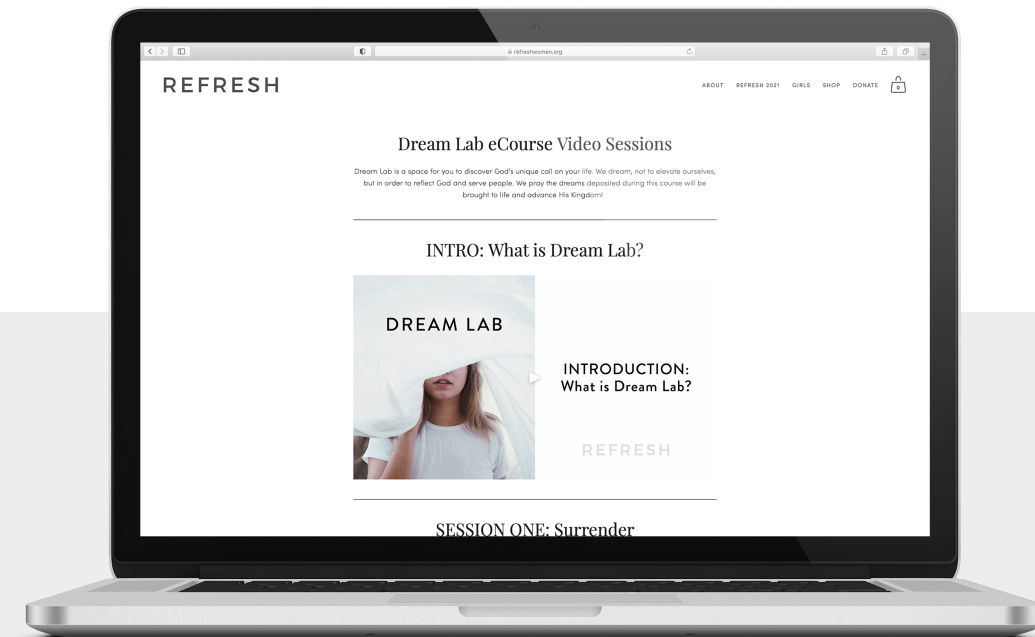 refreshwomen.org
REFRESH
ABOUT REFRESH 2021 GIRLS SHOP DONATE 0
Dream Lab eCourse Video Sessions
Dream Lab is a space for you to discover God's unique call on your life. We dream, not to elevate ourselves,
but in order to reflect God and serve people. We pray the dreams deposited during this course will be
brought to life and advance His Kingdom!
INTRO: What is Dream Lab?
DREAM LAB
INTRODUCTION:
What is Dream Lab?
REFRESH
SESSION ONE: Surrender